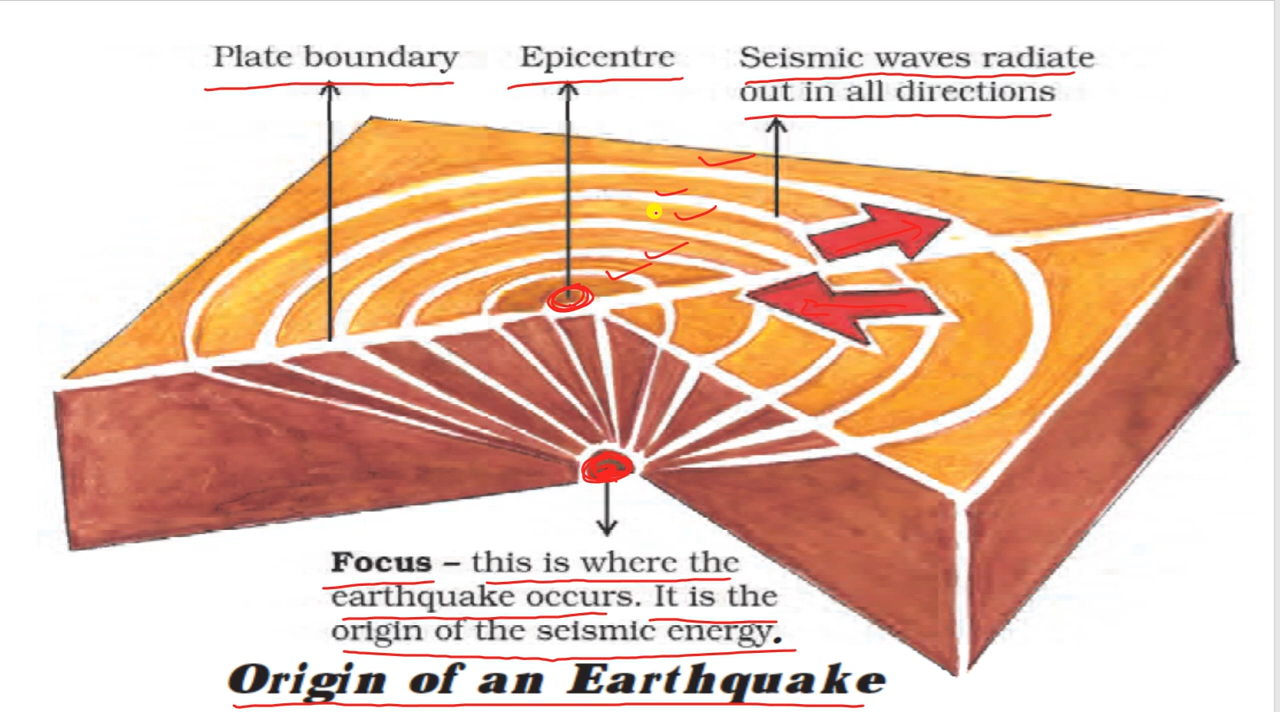 Plate boundary
Epicentre
Seismic waves radiate
out in all directions
Focus – this is where the
earthquake occurs. It is the
origin of the seismic energy.
Origin of an Earthquake